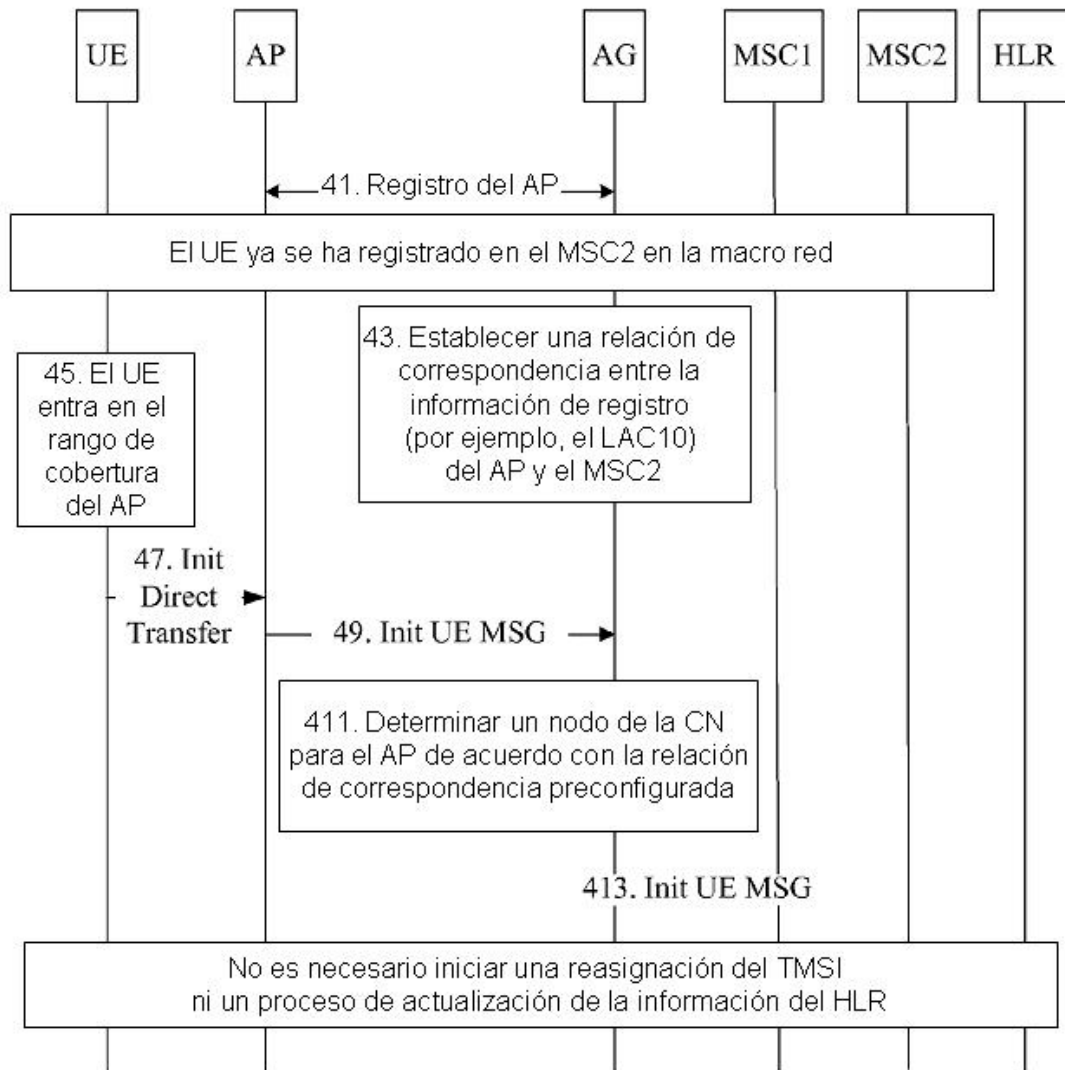 UE AP AG MSC1 MSC2 HLR
41. Registro del AP
El UE ya se ha registrado en el MSC2 en la macro red
43. Establecer una relación de
correspondencia entre la
información de registro
(por ejemplo, el LAC10)
del AP y el MSC2
45. El UE
entra en el
rango de
cobertura
del AP
47. Init
Direct
Transfer
49. Init UE MSG
411. Determinar un nodo de la CN
para el AP de acuerdo con la relación
de correspondencia preconfigurada
413. Init UE MSG
No es necesario iniciar una reasignación del TMSI
ni un proceso de actualización de la información del HLR